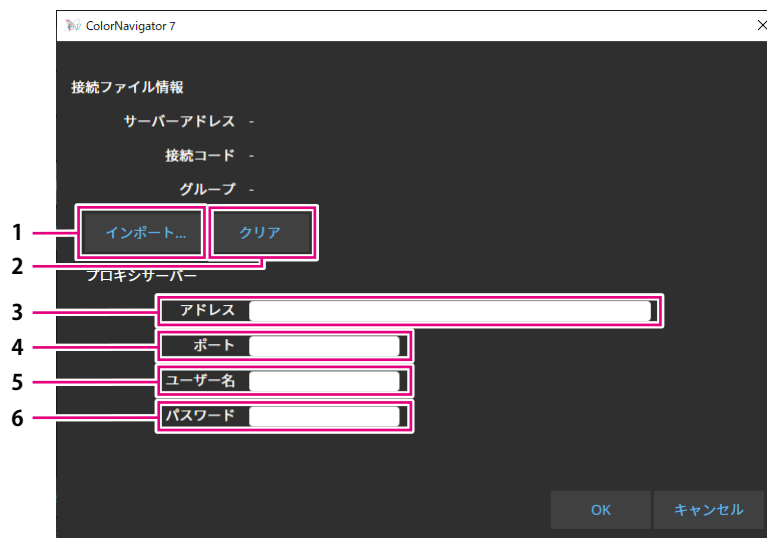 ColorNavigator 7
接続ファイル情報
サーバーアドレス -
接続コード -
グループ -
1 インポート... クリア
2
プロキシサーバー
3 アドレス
4 ポート
5 ユーザー名
6 パスワード
OK キャンセル